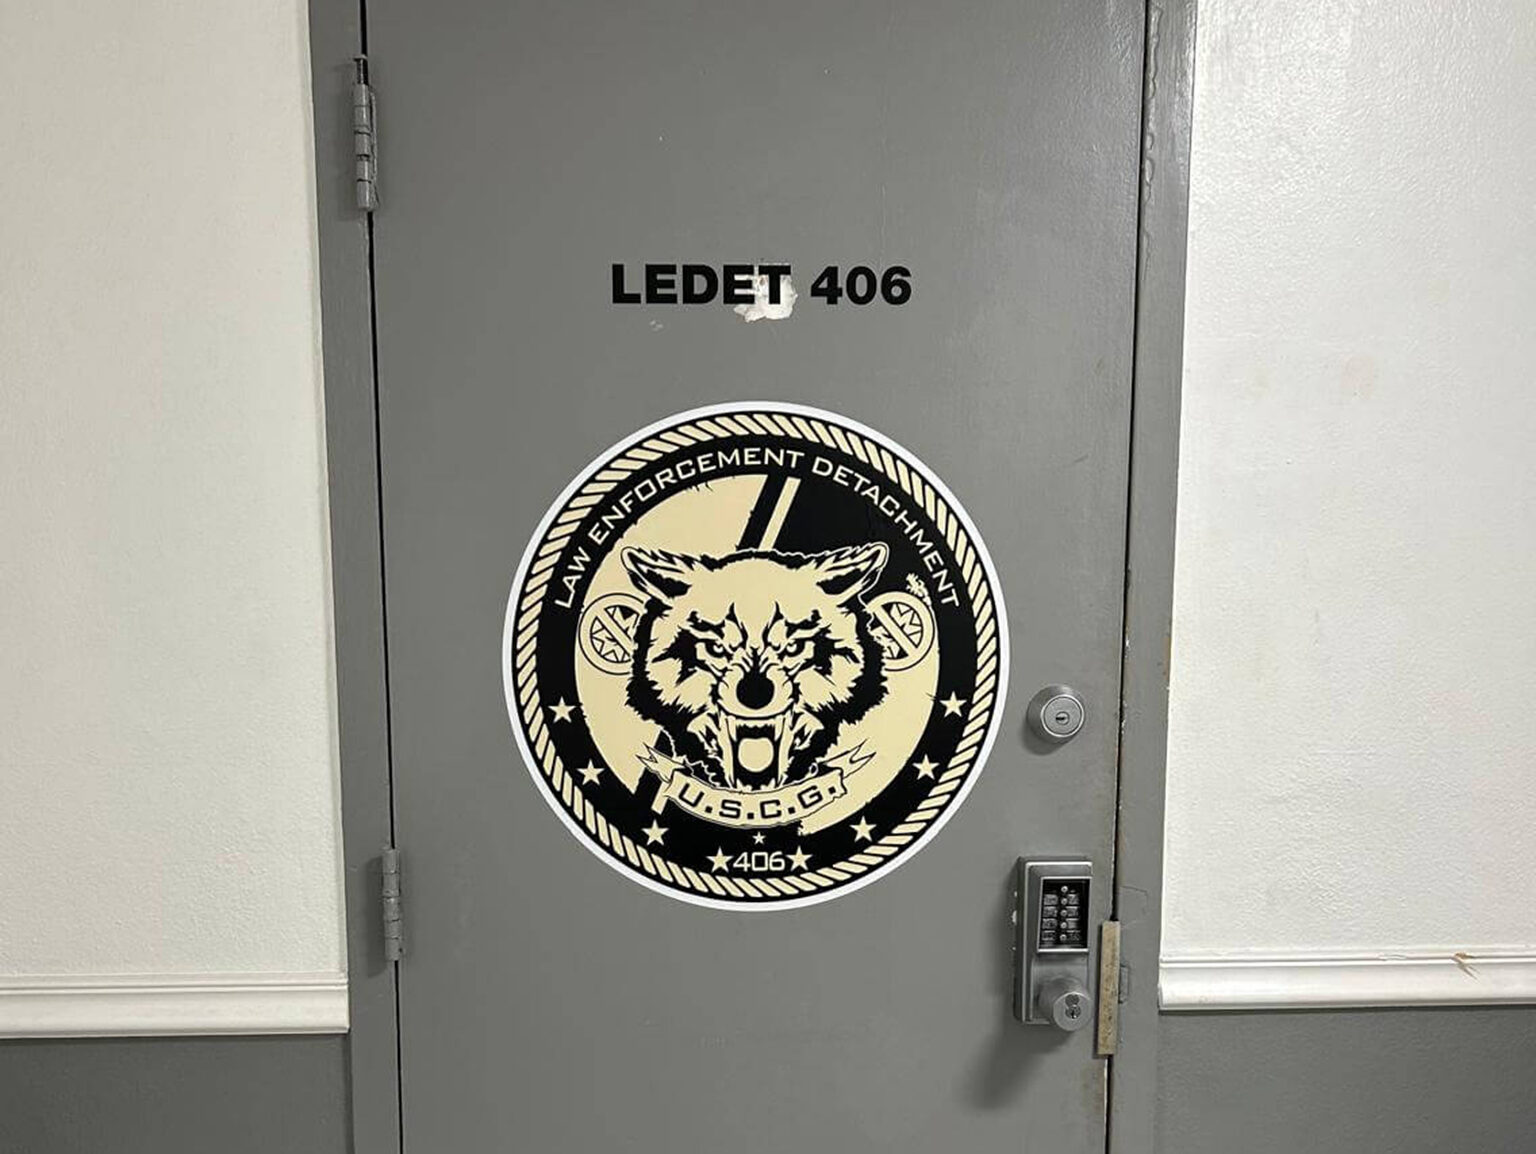 LEDET 406
LAW ENFORCEMENT DETACHMENT
U.S.C.G.
406